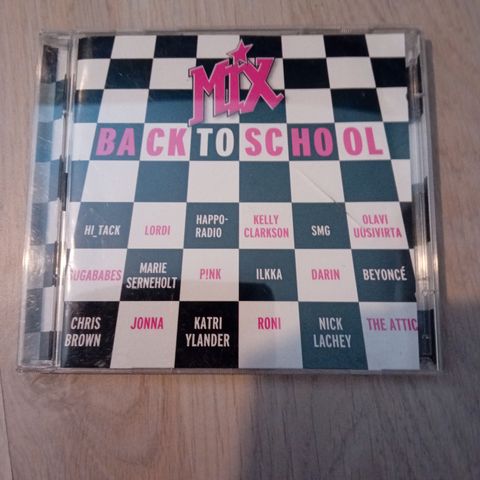 MIX
BACK TO SCHOOL
HI_TACK LORDI HAPPO- KELLY SMG OLAVI
RADIO CLARKSON UUSIVIRTA
SUGABABES MARIE P!NK ILKKA DARIN BEYONCÉ
SERNEHOLT
CHRIS JONNA KATRI RONI NICK THE ATTIC
BROWN YLANDER LACHEY